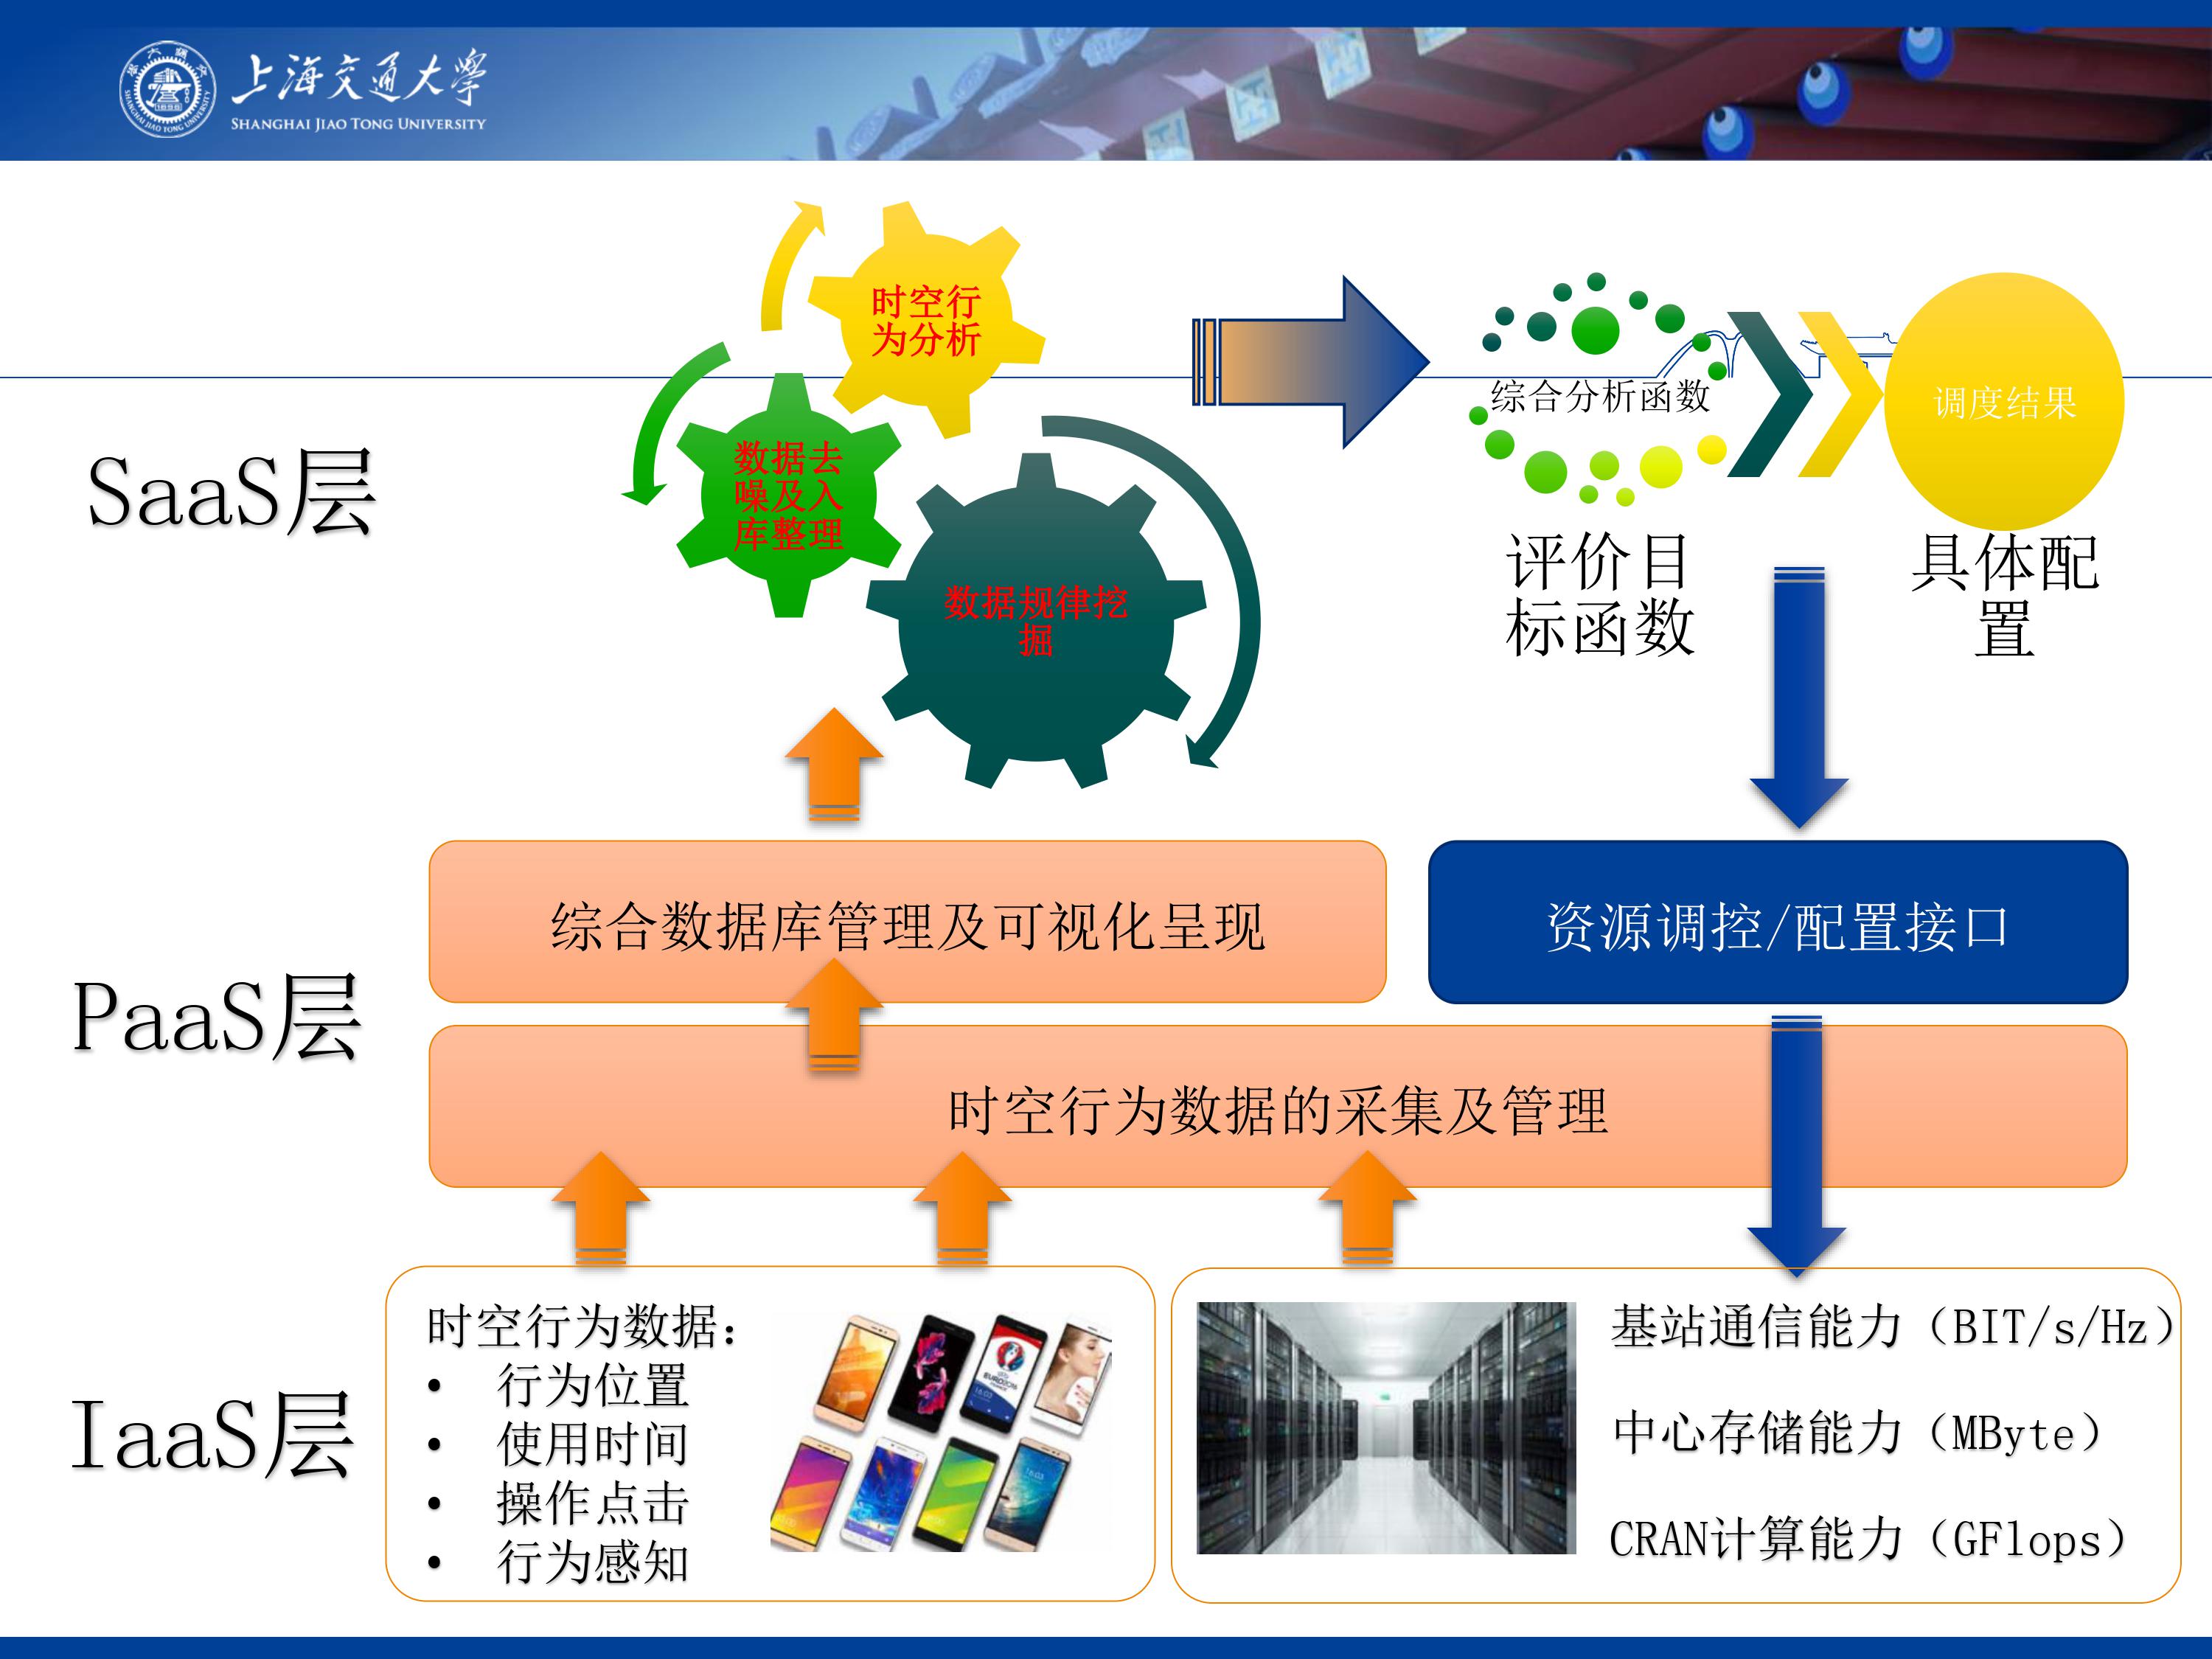 上海交通大学
SHANGHAI JIAO TONG UNIVERSITY
时空行
为分析
数据去
噪及入
库整理
数据规律挖
掘
综合分析函数
调度结果
评价目
标函数
具体配
置
SaaS层
综合数据库管理及可视化呈现
资源调控/配置接口
PaaS层
时空行为数据的采集及管理
IaaS层
时空行为数据：
• 行为位置
• 使用时间
• 操作点击
• 行为感知
基站通信能力（BIT/s/Hz）
中心存储能力（MByte）
CRAN计算能力（GFlops）